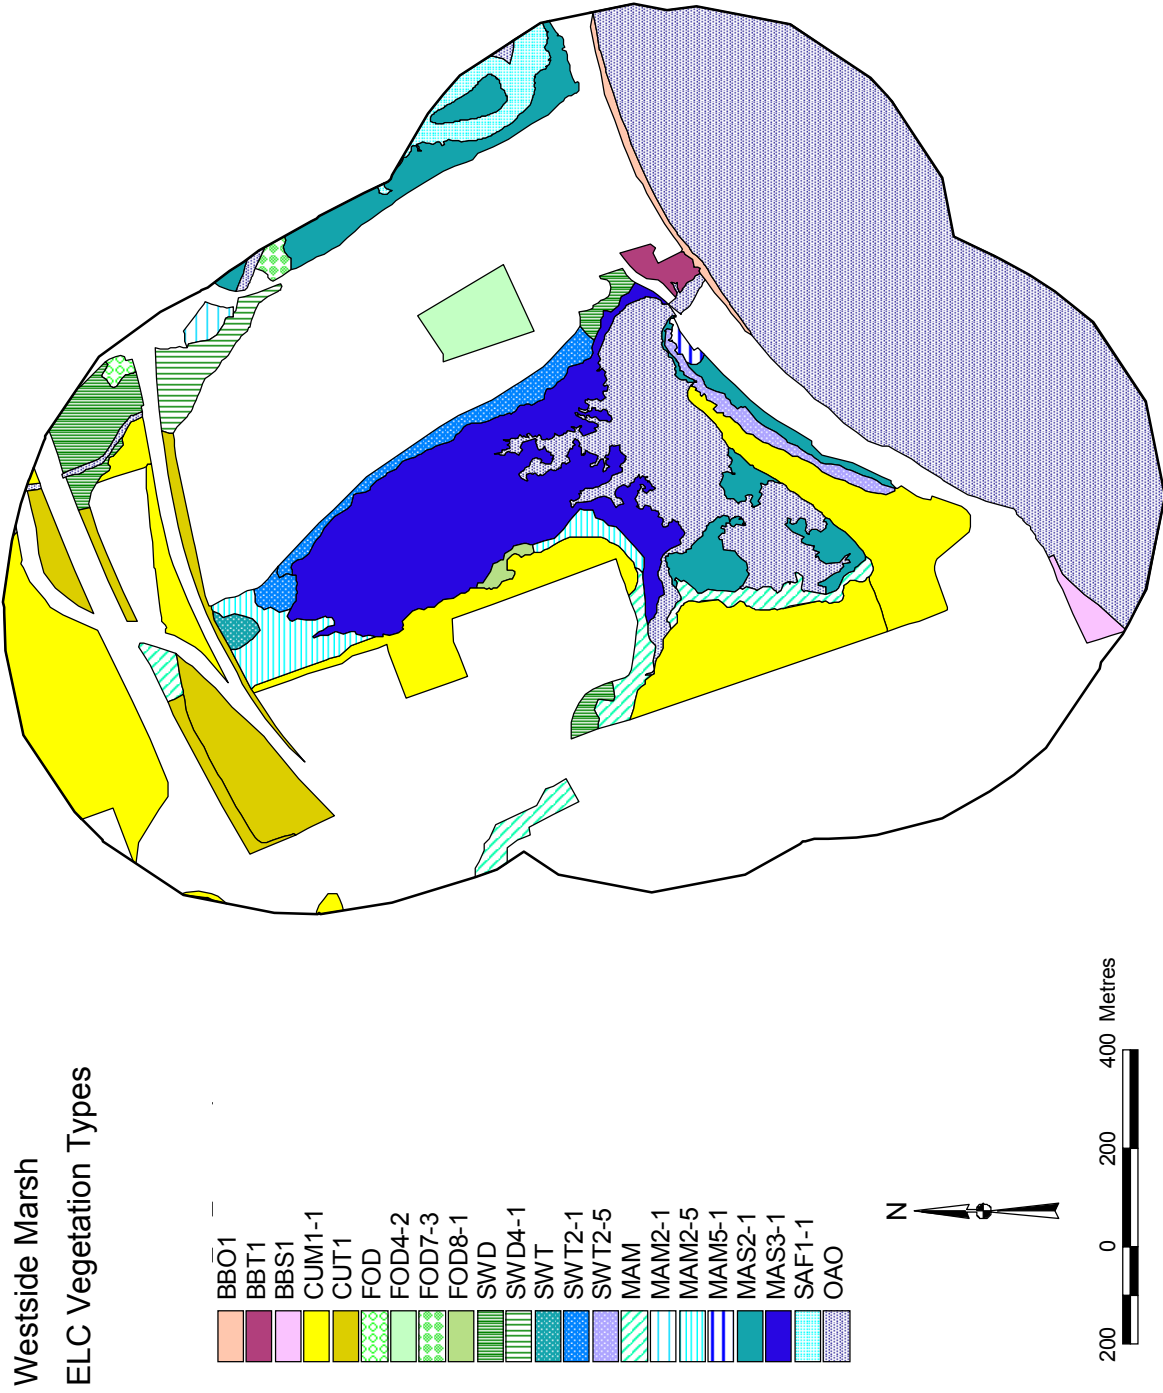 Westside Marsh
ELC Vegetation Types
BBO1
BBT1
BBS1
CUM1-1
CUT1
FOD
FOD4-2
FOD7-3
FOD8-1
SWD
SWD4-1
SWT
SWT2-1
SWT2-5
MAM
MAM2-1
MAM2-5
MAM5-1
MAS2-1
MAS3-1
SAF1-1
OAO
N
200 0 200 400 Metres